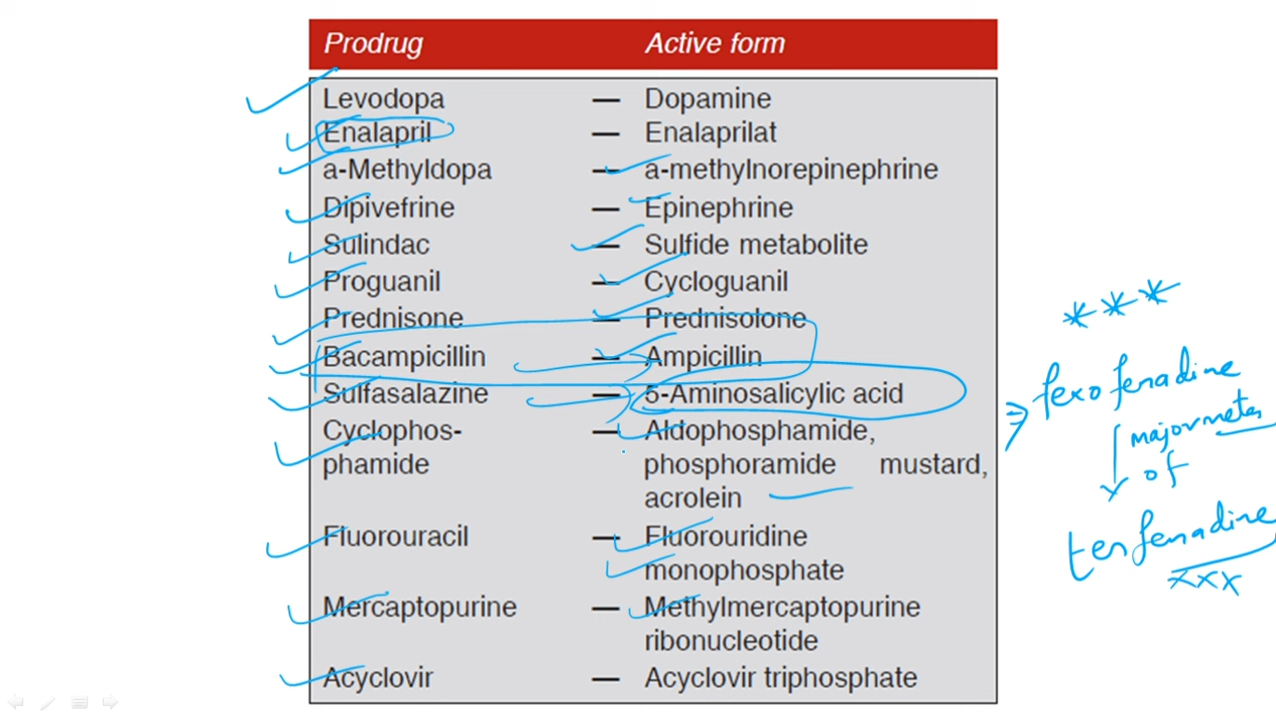 Prodrug Active form
Levodopa — Dopamine
Enalapril — Enalaprilat
a-Methyldopa — a-methylnorepinephrine
Dipivefrine — Epinephrine
Sulindac — Sulfide metabolite
Proguanil — Cycloguanil
Prednisone — Prednisolone
Bacampicillin — Ampicillin
Sulfasalazine — 5-Aminosalicylic acid
Cyclophos- — Aldophosphamide,
phamide phosphoramide mustard,
acrolein
Fluorouracil — Fluorouridine
monophosphate
Mercaptopurine — Methylmercaptopurine
ribonucleotide
Acyclovir — Acyclovir triphosphate
***
fexofenadine
major metab
of
terfenadine
xxx